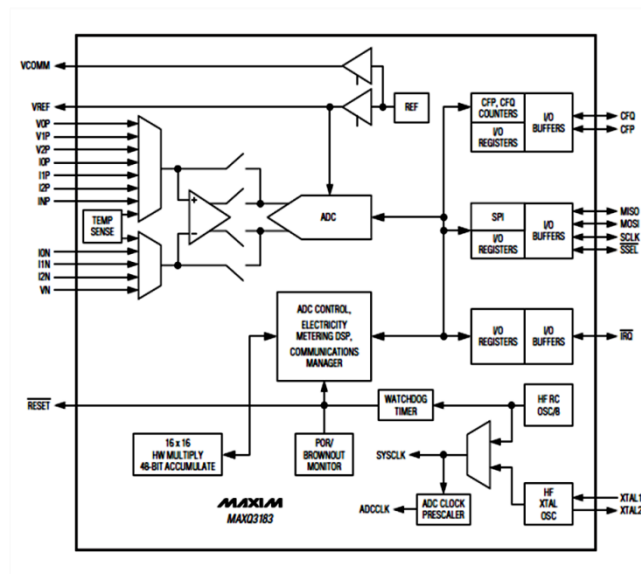 VCOMM
VREF
V0P
V1P
V2P
I0P
I1P
I2P
INP
TEMP
SENSE
I0N
I1N
I2N
VN
REF
+
−
ADC
CFP, CFQ
COUNTERS
I/O
REGISTERS
I/O
BUFFERS
CFQ
CFP
SPI
I/O
REGISTERS
I/O
BUFFERS
MISO
MOSI
SCLK
SSEL
ADC CONTROL,
ELECTRICITY
METERING DSP,
COMMUNICATIONS
MANAGER
I/O
REGISTERS
I/O
BUFFERS
IRQ
RESET
WATCHDOG
TIMER
HF RC
OSC/8
16 x 16
HW MULTIPLY
48-BIT ACCUMULATE
POR/
BROWNOUT
MONITOR
SYSCLK
ADC CLOCK
PRESCALER
ADCCLK
HF
XTAL
OSC
XTAL1
XTAL2
MAXIM
MAXQ3183